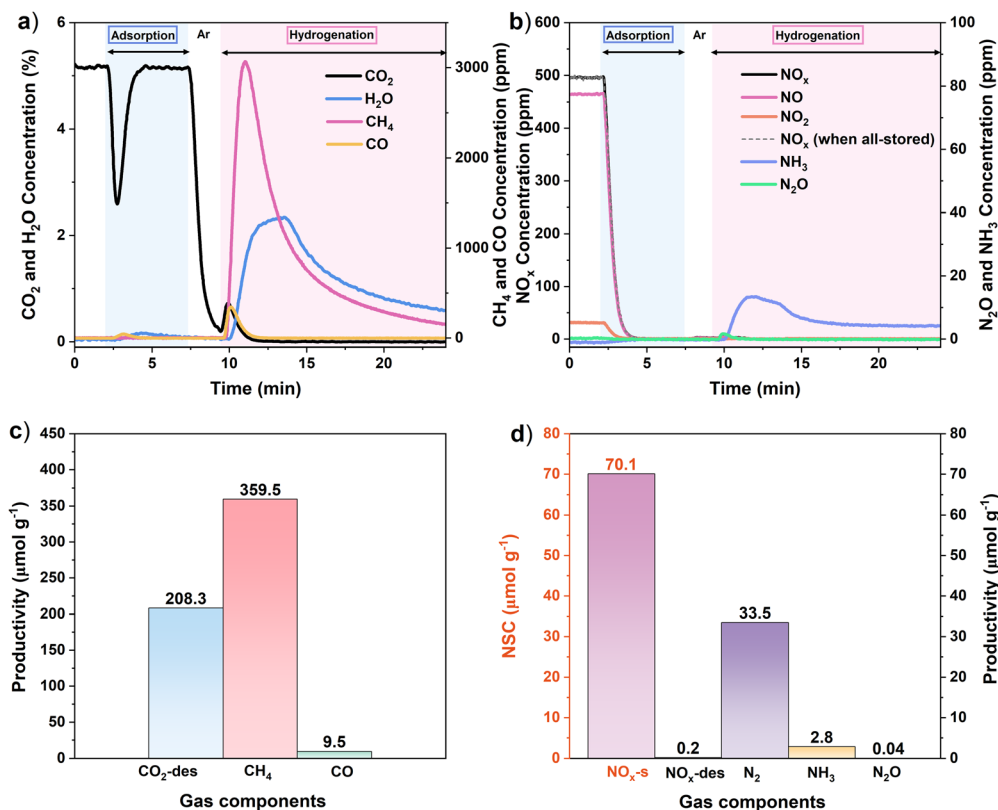 a)
Adsorption
Ar
Hydrogenation
CO₂
H₂O
CH₄
CO
CO₂ and H₂O Concentration (%)
6
4
2
0
3000
2000
1000
0
CH₄ and CO Concentration (ppm)
0
5
10
15
20
Time (min)
b)
Adsorption
Ar
Hydrogenation
NOₓ
NO
NO₂
NOₓ (when all-stored)
NH₃
N₂O
NOₓ Concentration (ppm)
600
550
500
450
400
350
300
250
200
150
100
50
0
100
80
60
40
20
0
N₂O and NH₃ Concentration (ppm)
0
5
10
15
20
Time (min)
c)
Productivity (μmol g⁻¹)
450
400
350
300
250
200
150
100
50
0
208.3
359.5
9.5
CO₂-des
CH₄
CO
Gas components
d)
NSC (μmol g⁻¹)
80
70
60
50
40
30
20
10
0
70.1
0.2
33.5
2.8
0.04
80
70
60
50
40
30
20
10
0
Productivity (μmol g⁻¹)
NOₓ-s
NOₓ-des
N₂
NH₃
N₂O
Gas components